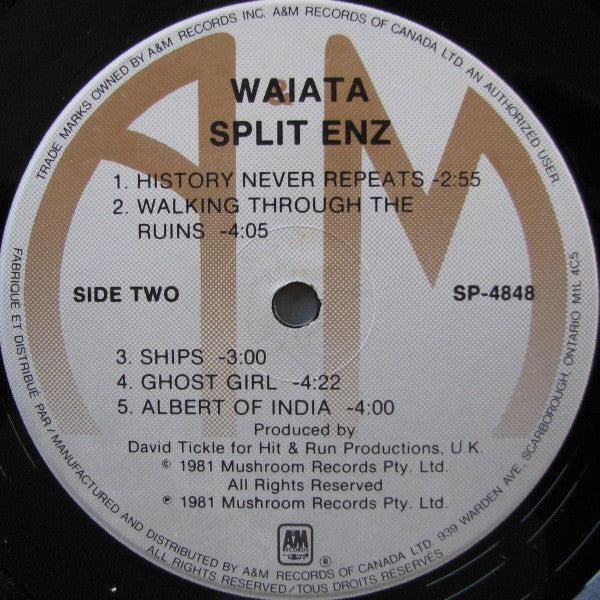 TRADE MARKS OWNED BY A&M RECORDS INC. A&M RECORDS OF CANADA LTD AN AUTHORIZED USER
A&M
WAIATA
SPLIT ENZ
1. HISTORY NEVER REPEATS -2:55
2. WALKING THROUGH THE
RUINS -4:05
SIDE TWO
SP-4848
3. SHIPS -3:00
4. GHOST GIRL -4:22
5. ALBERT OF INDIA -4:00
Produced by
David Tickle for Hit & Run Productions, U.K.
© 1981 Mushroom Records Pty. Ltd.
All Rights Reserved
℗ 1981 Mushroom Records Pty. Ltd.
A&M
RECORDS
FABRIQUÉ ET DISTRIBUÉ PAR/MANUFACTURED AND DISTRIBUTED BY A&M RECORDS OF CANADA LTD. 939 WARDEN AVE, SCARBOROUGH, ONTARIO M1L 4C5
ALL RIGHTS RESERVED/TOUS DROITS RESERVÉS